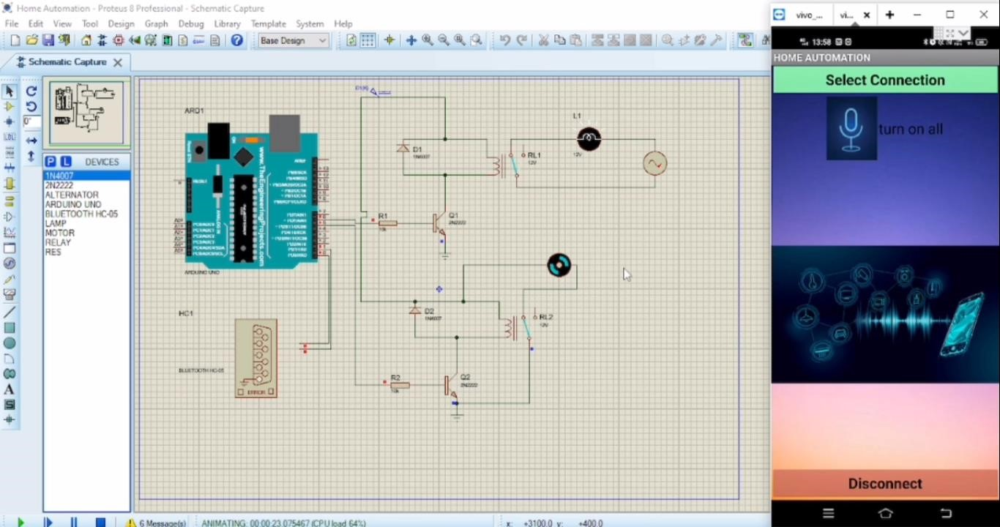 Home Automation - Proteus 8 Professional - Schematic Capture
File Edit View Tool Design Graph Debug Library Template System Help
Base Design
Schematic Capture
0°
P L DEVICES
1N4007
2N2222
ALTERNATOR
ARDUINO UNO
BLUETOOTH HC-05
LAMP
MOTOR
RELAY
RES
ARD1
ON
www.TheEngineeringProjects.com
ARDUINO UNO
HC1
BLUETOOTH HC-05
ERROR
D1
1N4007
RL1
12V
L1
12V
R1
10k
Q1
2N2222
D2
1N4007
RL2
12V
R2
10k
Q2
2N2222
6 Message(s)
ANIMATING: 00:00:23.075467 (CPU load 64%)
x: +3100.0 y: +400.0
vivo_...
vi...
13:58
HOME AUTOMATION
Select Connection
turn on all
Disconnect